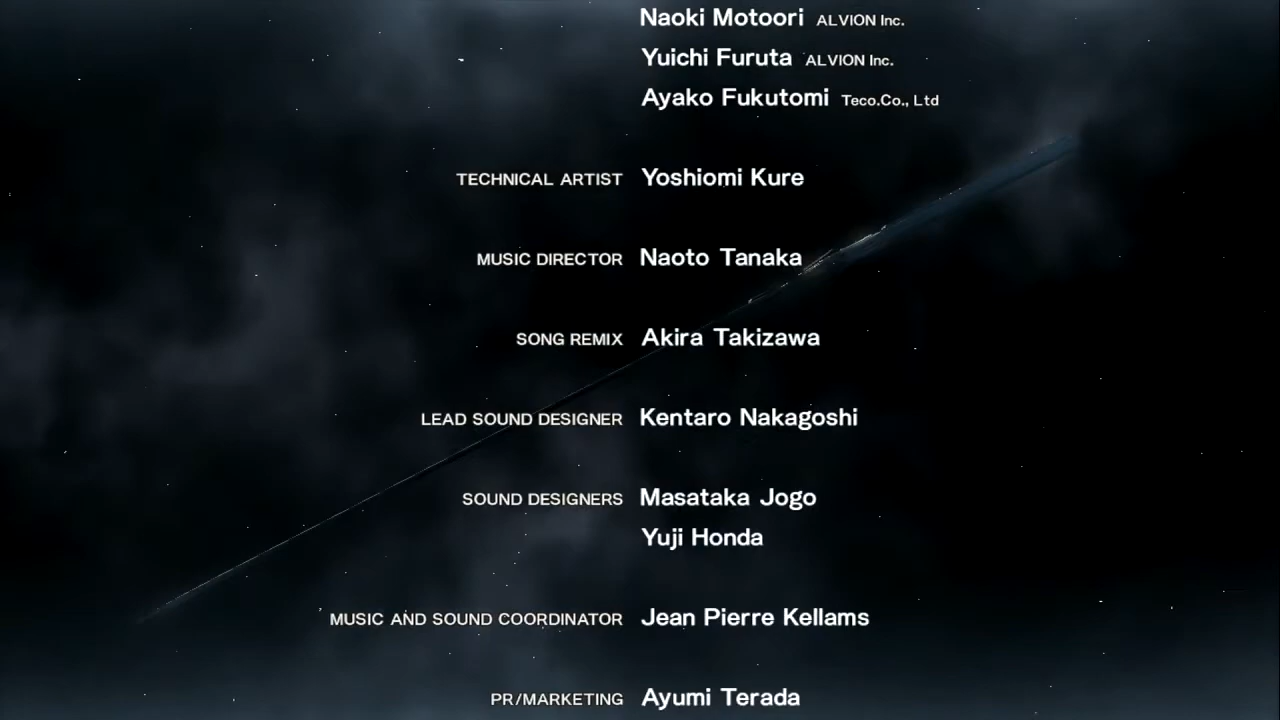 Naoki Motoori ALVION Inc.
Yuichi Furuta ALVION Inc.
Ayako Fukutomi Teco.Co., Ltd
TECHNICAL ARTIST Yoshiomi Kure
MUSIC DIRECTOR Naoto Tanaka
SONG REMIX Akira Takizawa
LEAD SOUND DESIGNER Kentaro Nakagoshi
SOUND DESIGNERS Masataka Jogo
Yuji Honda
MUSIC AND SOUND COORDINATOR Jean Pierre Kellams
PR/MARKETING Ayumi Terada